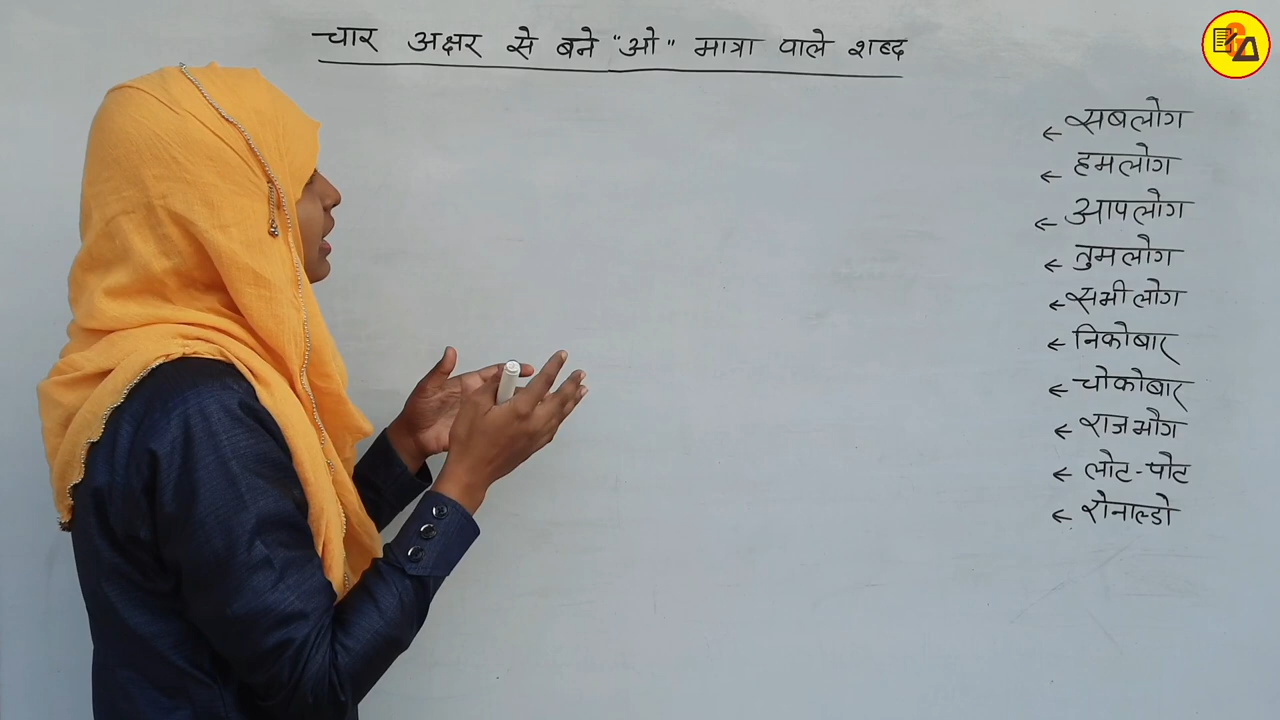 चार अक्षर से बने "ओ" मात्रा वाले शब्द
← सबलोग
← हमलोग
← आपलोग
← तुमलोग
← सभीलोग
← निकोबार
← चोकोबार
← राजभोग
← लोट-पोट
← रोनाल्डो